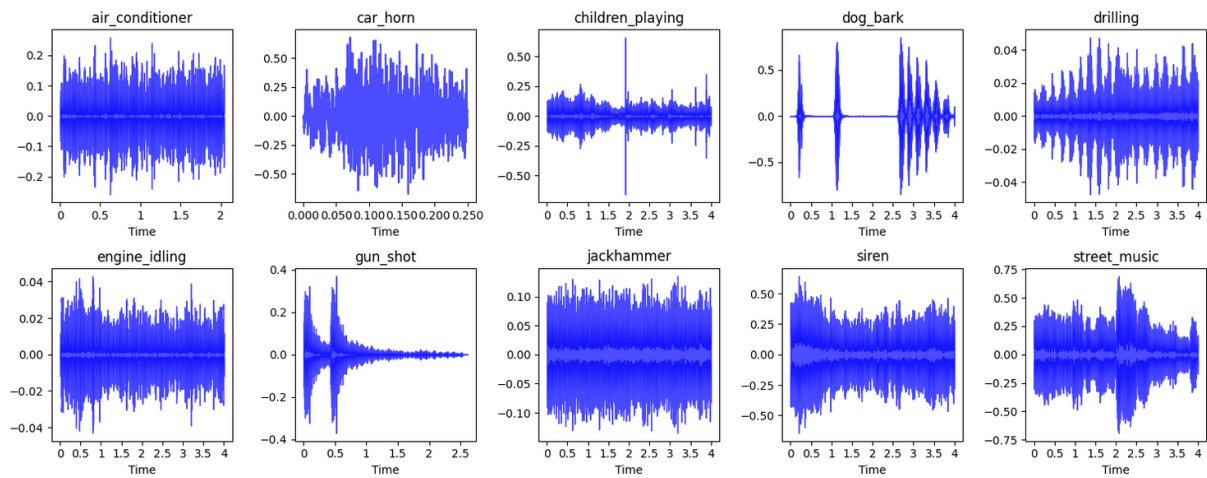 air_conditioner
0.2
0.1
0.0
−0.1
−0.2
0 0.5 1 1.5 2
Time
car_horn
0.50
0.25
0.00
−0.25
−0.50
0.000 0.050 0.100 0.150 0.200 0.250
Time
children_playing
0.50
0.25
0.00
−0.25
−0.50
0 0.5 1 1.5 2 2.5 3 3.5 4
Time
dog_bark
0.5
0.0
−0.5
0 0.5 1 1.5 2 2.5 3 3.5 4
Time
drilling
0.04
0.02
0.00
−0.02
−0.04
0 0.5 1 1.5 2 2.5 3 3.5 4
Time
engine_idling
0.04
0.02
0.00
−0.02
−0.04
0 0.5 1 1.5 2 2.5 3 3.5 4
Time
gun_shot
0.4
0.2
0.0
−0.2
−0.4
0 0.5 1 1.5 2 2.5
Time
jackhammer
0.10
0.05
0.00
−0.05
−0.10
0 0.5 1 1.5 2 2.5 3 3.5 4
Time
siren
0.50
0.25
0.00
−0.25
−0.50
0 0.5 1 1.5 2 2.5 3 3.5 4
Time
street_music
0.75
0.50
0.25
0.00
−0.25
−0.50
−0.75
0 0.5 1 1.5 2 2.5 3 3.5 4
Time